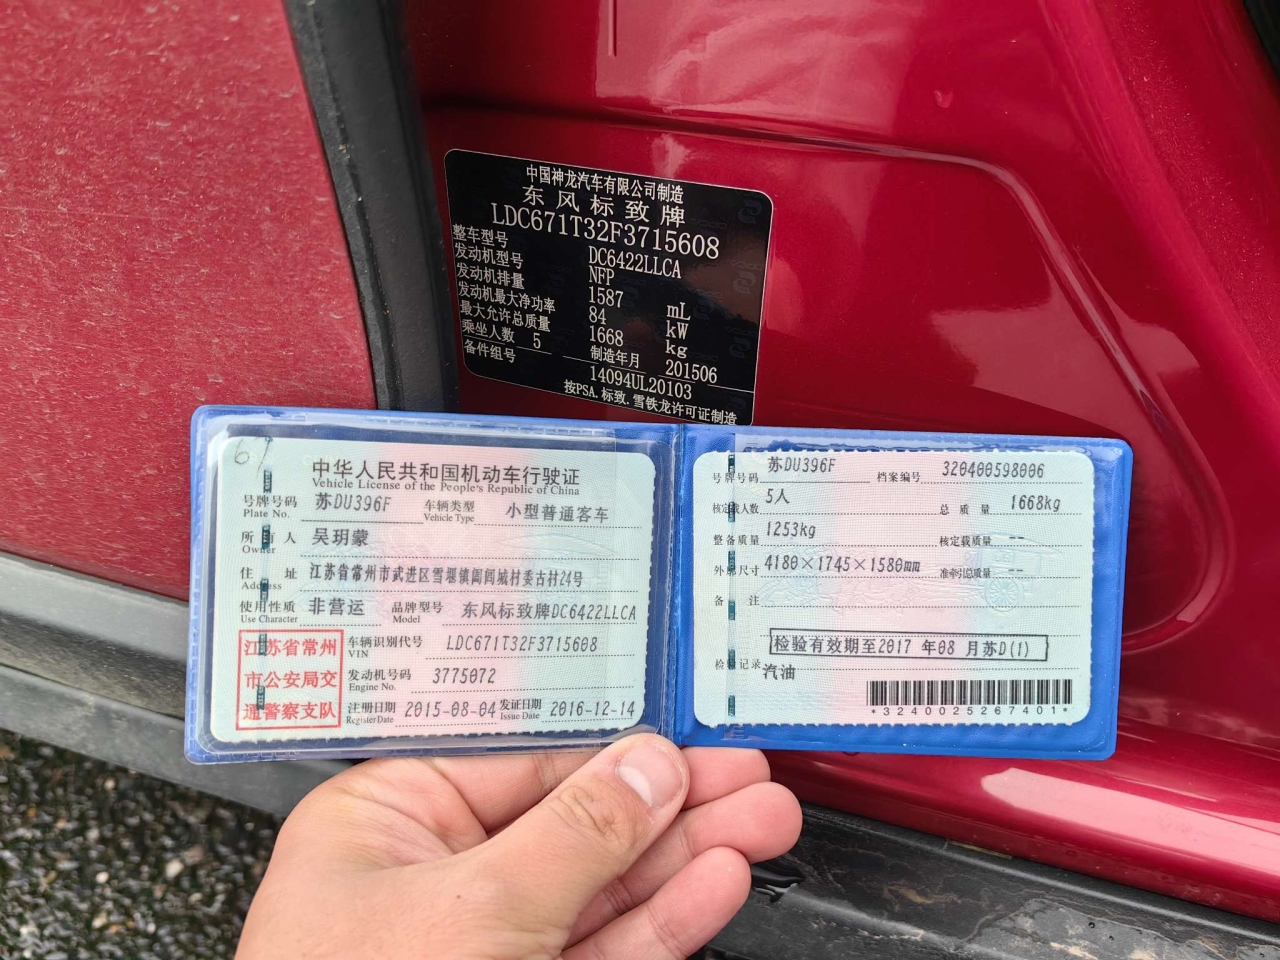 中国神龙汽车有限公司制造
东风标致牌
LDC671T32F3715608
整车型号 DC6422LLCA
发动机型号 NFP
发动机排量 1587 mL
发动机最大净功率 84 kW
最大允许总质量 1668 kg
乘坐人数 5 制造年月 201506
备件组号 14094UL20103
按PSA.标致.雪铁龙许可证制造
中华人民共和国机动车行驶证
Vehicle License of the People's Republic of China
号牌号码 苏DU396F 车辆类型 小型普通客车
Plate No. Vehicle Type
所有人 吴玥蒙
Owner
住址 江苏省常州市武进区雪堰镇阖闾城村委古村24号
Address
使用性质 非营运 品牌型号 东风标致牌DC6422LLCA
Use Character Model
江苏省常州
市公安局交
通警察支队
车辆识别代号 LDC671T32F3715608
VIN
发动机号码 3775072
Engine No.
注册日期 2015-08-04 发证日期 2016-12-14
Register Date Issue Date
号牌号码 苏DU396F 档案编号 320400598006
核定载人数 5人 总质量 1668kg
整备质量 1253kg 核定载质量 --
外廓尺寸 4180×1745×1580mm 准牵引总质量 --
备注
检验有效期至2017 年08 月苏D(1)
检验记录 汽油
*3240025267401*